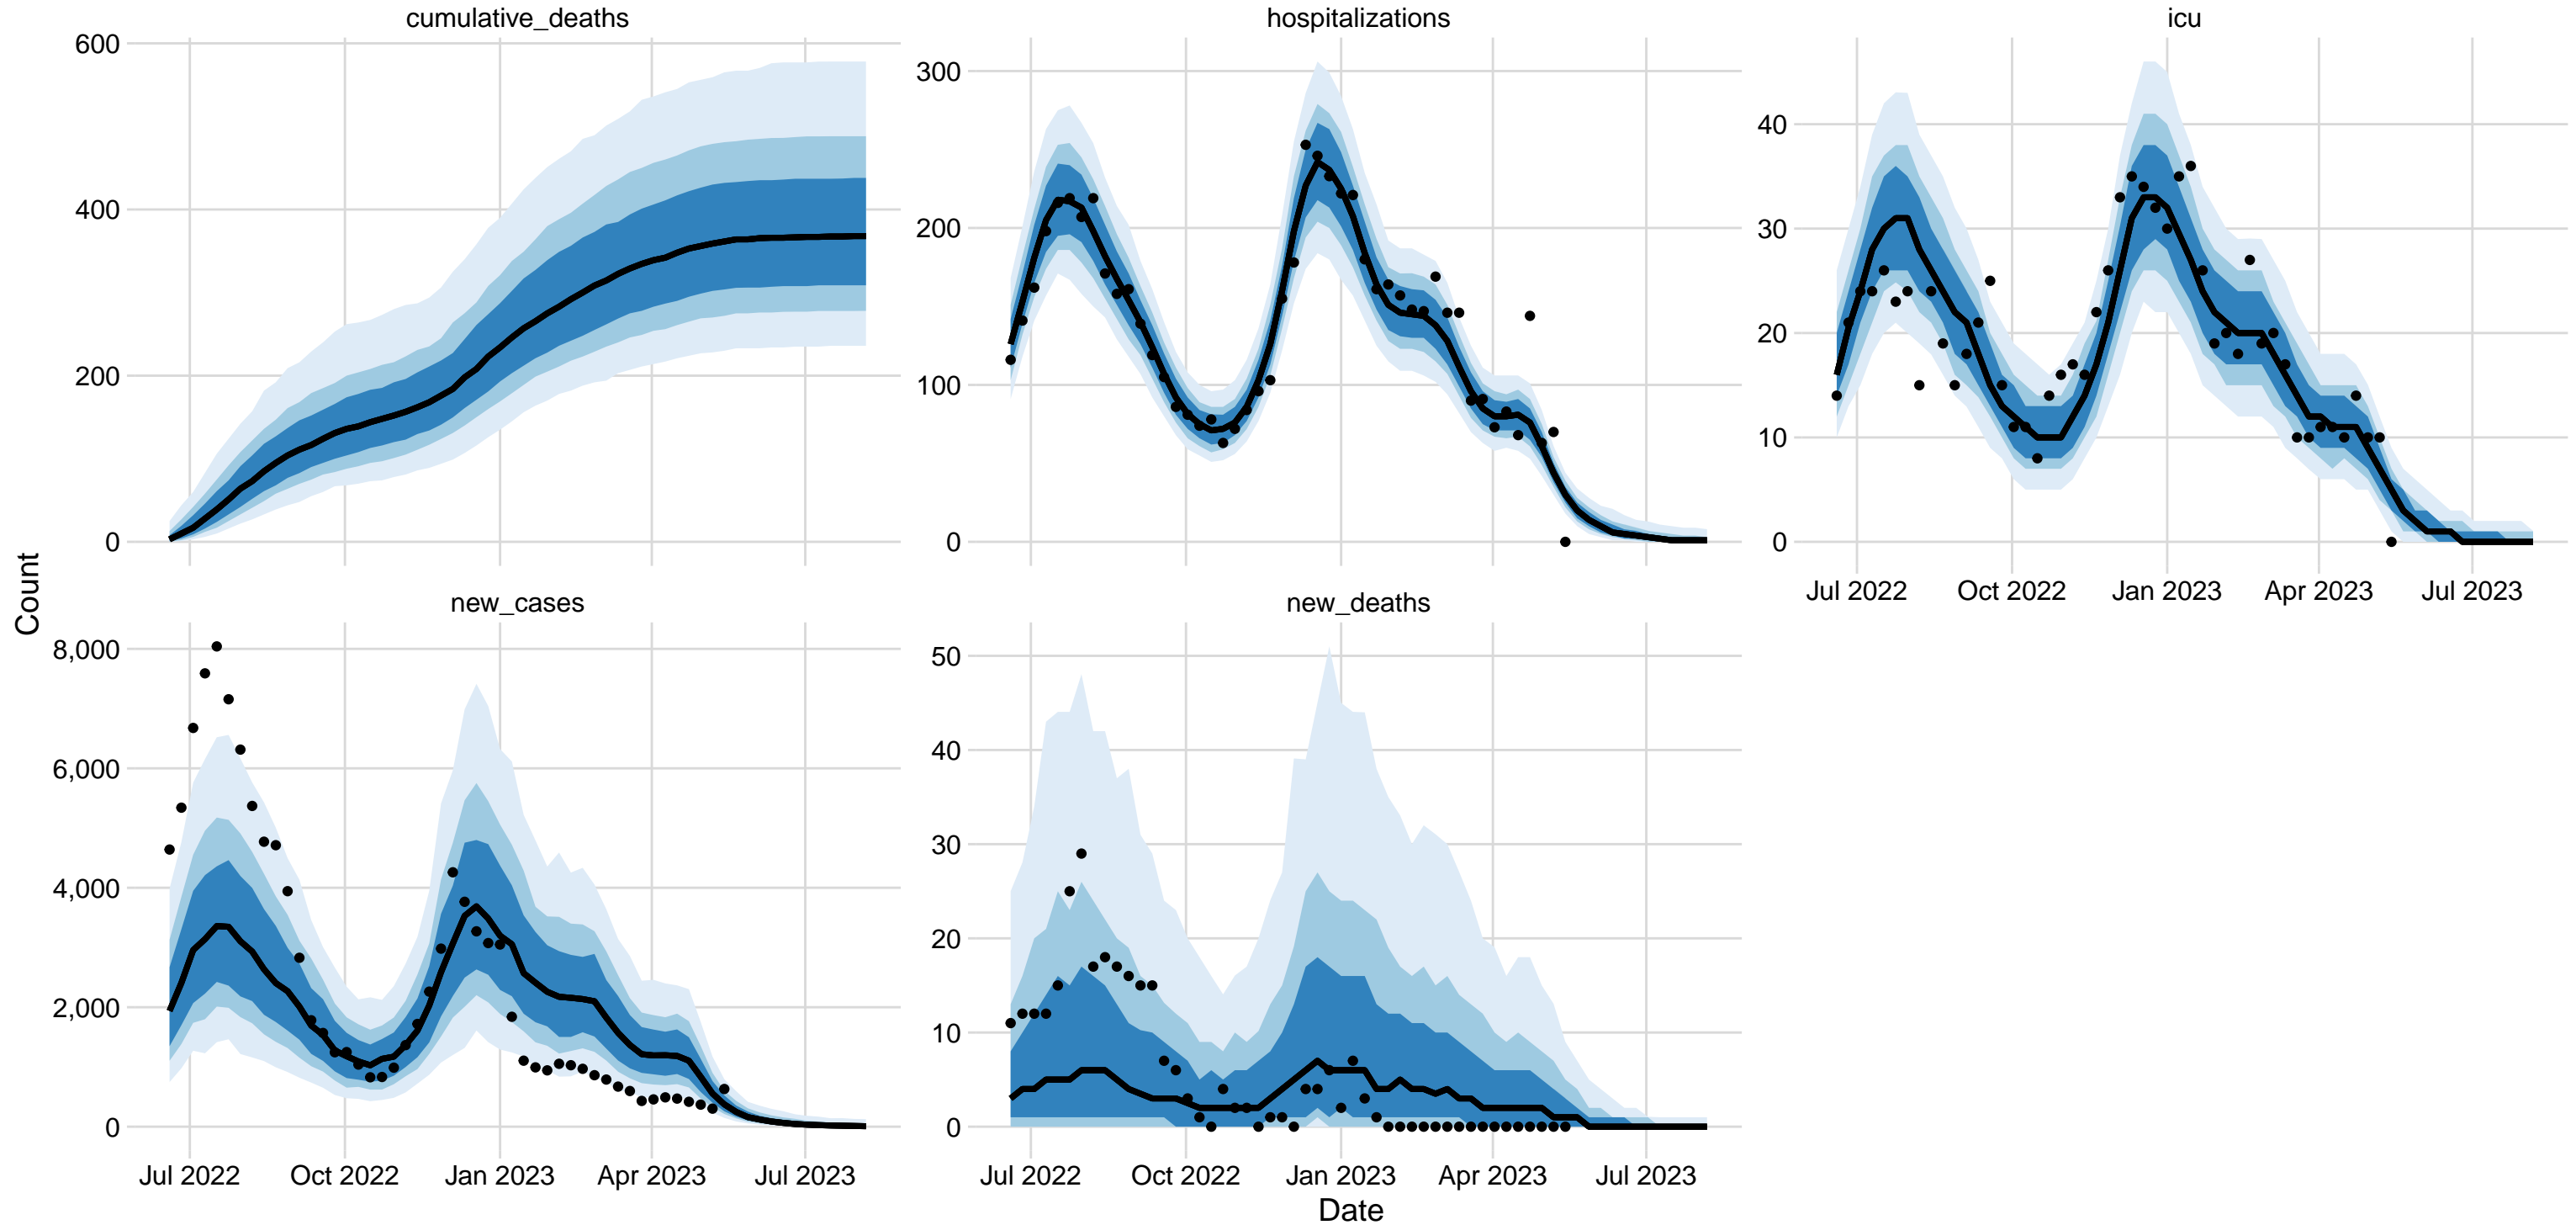 cumulative_deaths
hospitalizations
icu
600
400
200
0
300
200
100
0
40
30
20
10
0
Jul 2022 Oct 2022 Jan 2023 Apr 2023 Jul 2023
Count
new_cases
new_deaths
8,000
6,000
4,000
2,000
0
50
40
30
20
10
0
Jul 2022 Oct 2022 Jan 2023 Apr 2023 Jul 2023
Jul 2022 Oct 2022 Jan 2023 Apr 2023 Jul 2023
Date